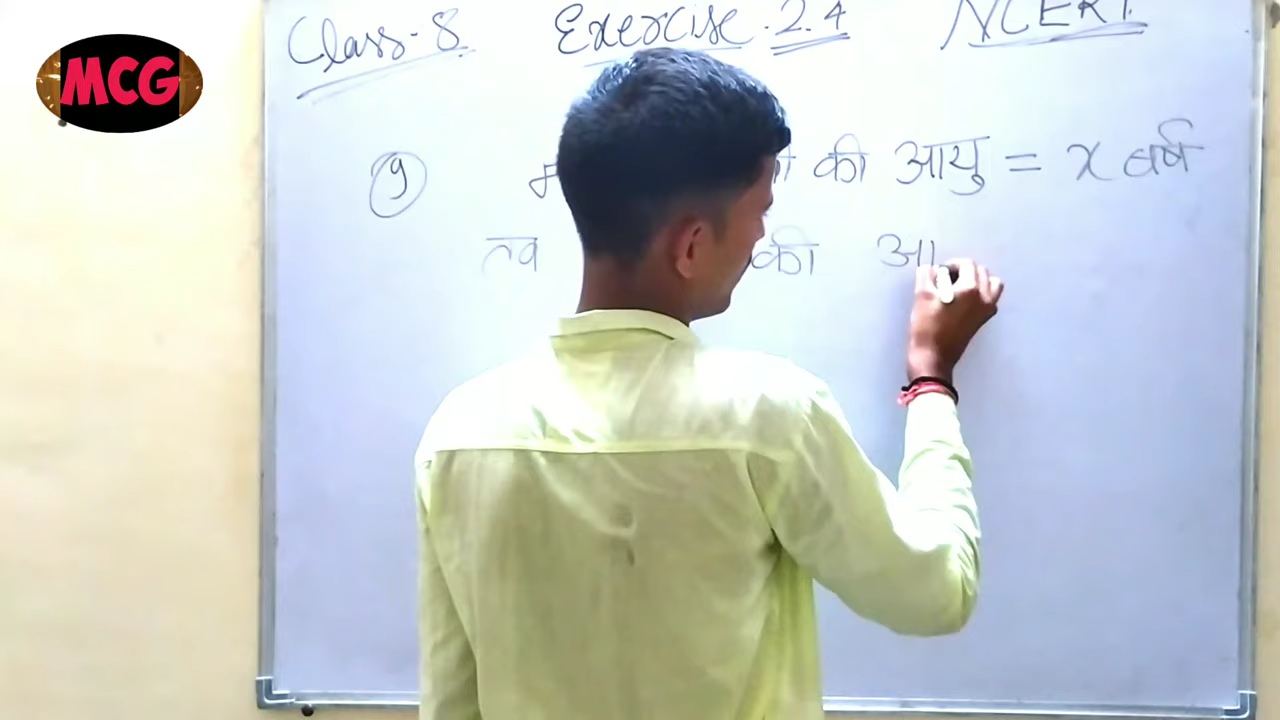 MCG
Class-8 Exercise-2.4 NCERT
9 की आयु = x वर्ष
तब की आ